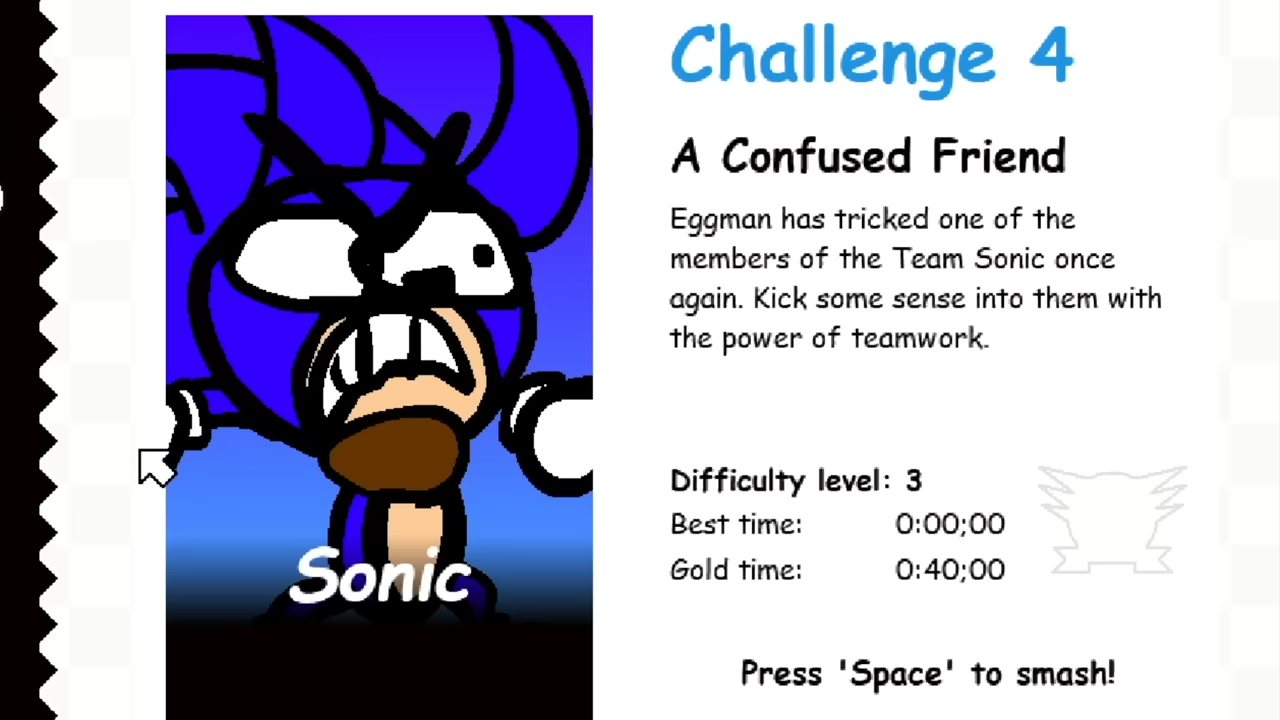 Challenge 4
A Confused Friend
Eggman has tricked one of the
members of the Team Sonic once
again. Kick some sense into them with
the power of teamwork.
Difficulty level: 3
Best time: 0:00;00
Gold time: 0:40;00
Sonic
Press 'Space' to smash!